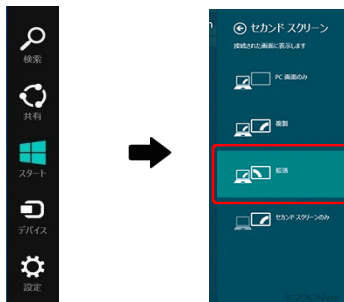 検索
共有
スタート
デバイス
設定
セカンド スクリーン
接続された画面に表示します
PC 画面のみ
複製
拡張
セカンド スクリーンのみ